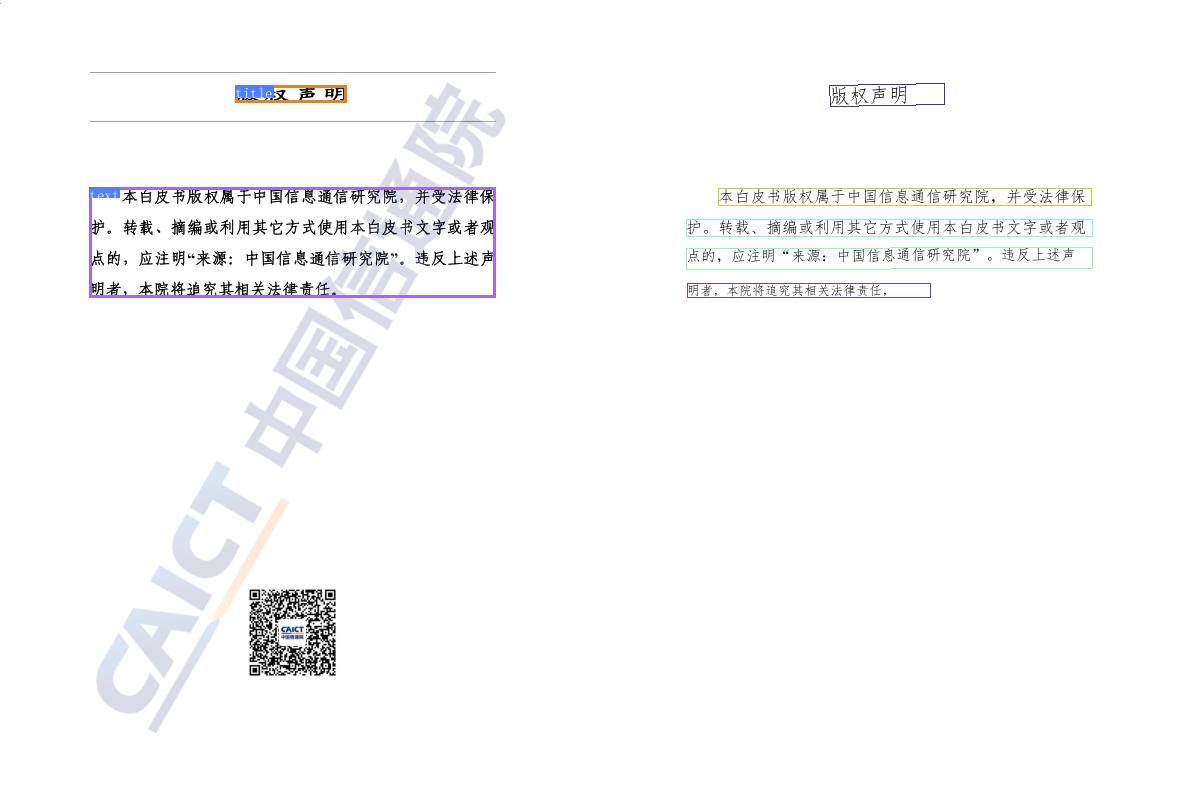 title
版权声明
text
本白皮书版权属于中国信息通信研究院，并受法律保
护。转载、摘编或利用其它方式使用本白皮书文字或者观
点的，应注明“来源：中国信息通信研究院”。违反上述声
明者，本院将追究其相关法律责任。
CAICT 中国信通院
CAICT
中国信通院
版权声明
本白皮书版权属于中国信息通信研究院，并受法律保
护。转载、摘编或利用其它方式使用本白皮书文字或者观
点的，应注明“来源：中国信息通信研究院”。违反上述声
明者，本院将追究其相关法律责任，